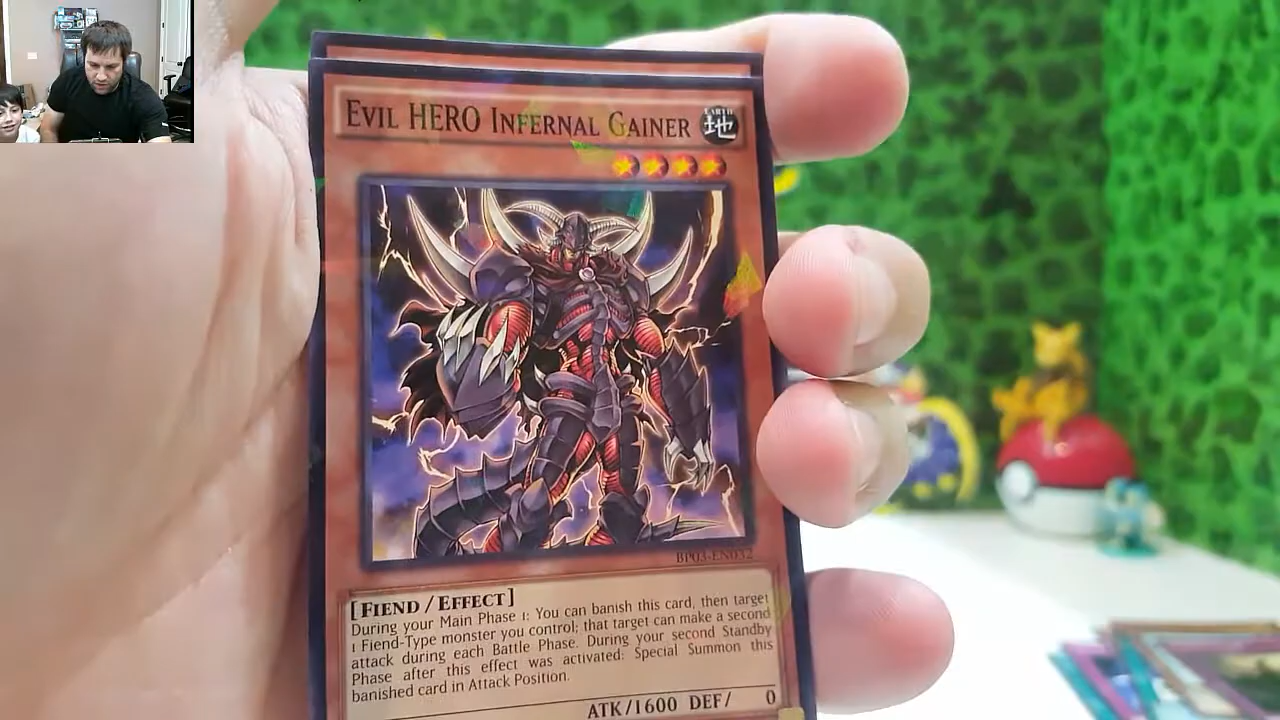 EVIL HERO INFERNAL GAINER
EARTH
地
BP03-EN032
[FIEND / EFFECT]
During your Main Phase 1: You can banish this card, then target
1 Fiend-Type monster you control; that target can make a second
attack during each Battle Phase. During your second Standby
Phase after this effect was activated: Special Summon this
banished card in Attack Position.
ATK/1600 DEF/ 0